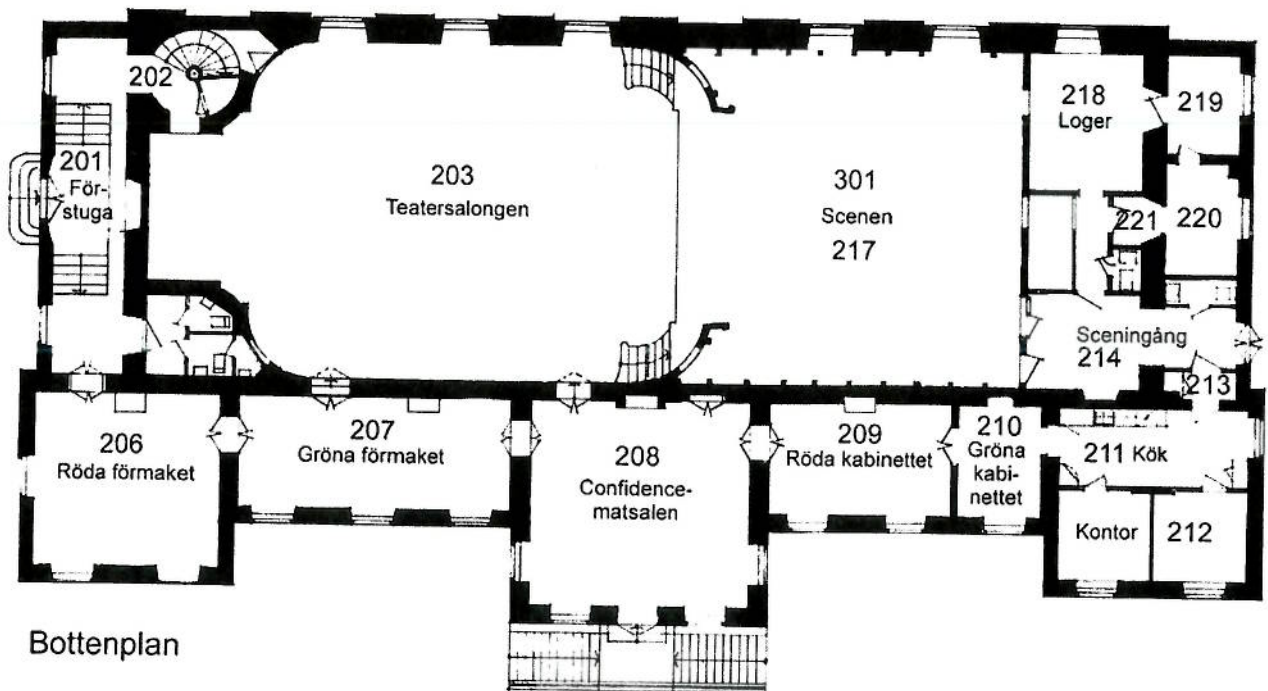 202
201
För-
stuga
203
Teatersalongen
301
Scenen
217
218
Loger
219
221
220
Sceningång
214
213
206
Röda förmaket
207
Gröna förmaket
208
Confidence-
matsalen
209
Röda kabinettet
210
Gröna
kabi-
nettet
211 Kök
Kontor
212
Bottenplan